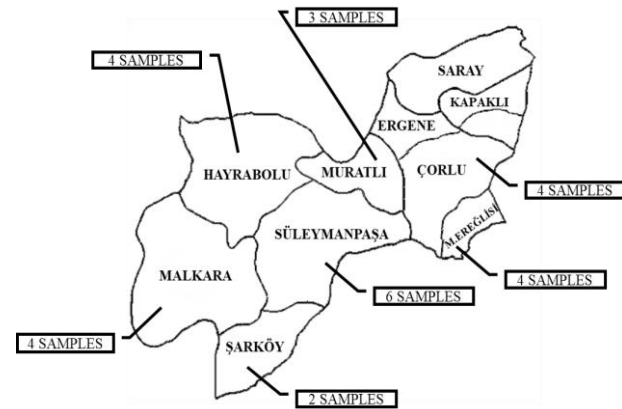 3 SAMPLES
4 SAMPLES
SARAY
KAPAKLI
ERGENE
HAYRABOLU
MURATLI
ÇORLU
4 SAMPLES
SÜLEYMANPAŞA
M.EREĞLİSİ
MALKARA
4 SAMPLES
6 SAMPLES
4 SAMPLES
ŞARKÖY
2 SAMPLES